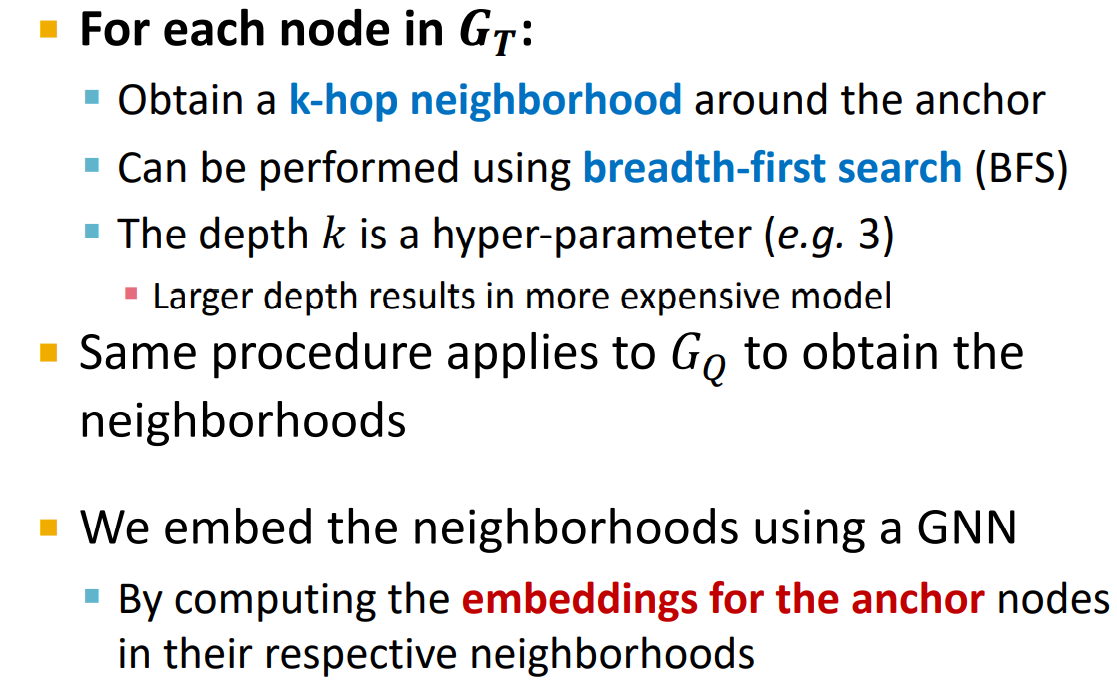 For each node in G_T:
Obtain a k-hop neighborhood around the anchor
Can be performed using breadth-first search (BFS)
The depth k is a hyper-parameter (e.g. 3)
Larger depth results in more expensive model
Same procedure applies to G_Q to obtain the
neighborhoods
We embed the neighborhoods using a GNN
By computing the embeddings for the anchor nodes
in their respective neighborhoods